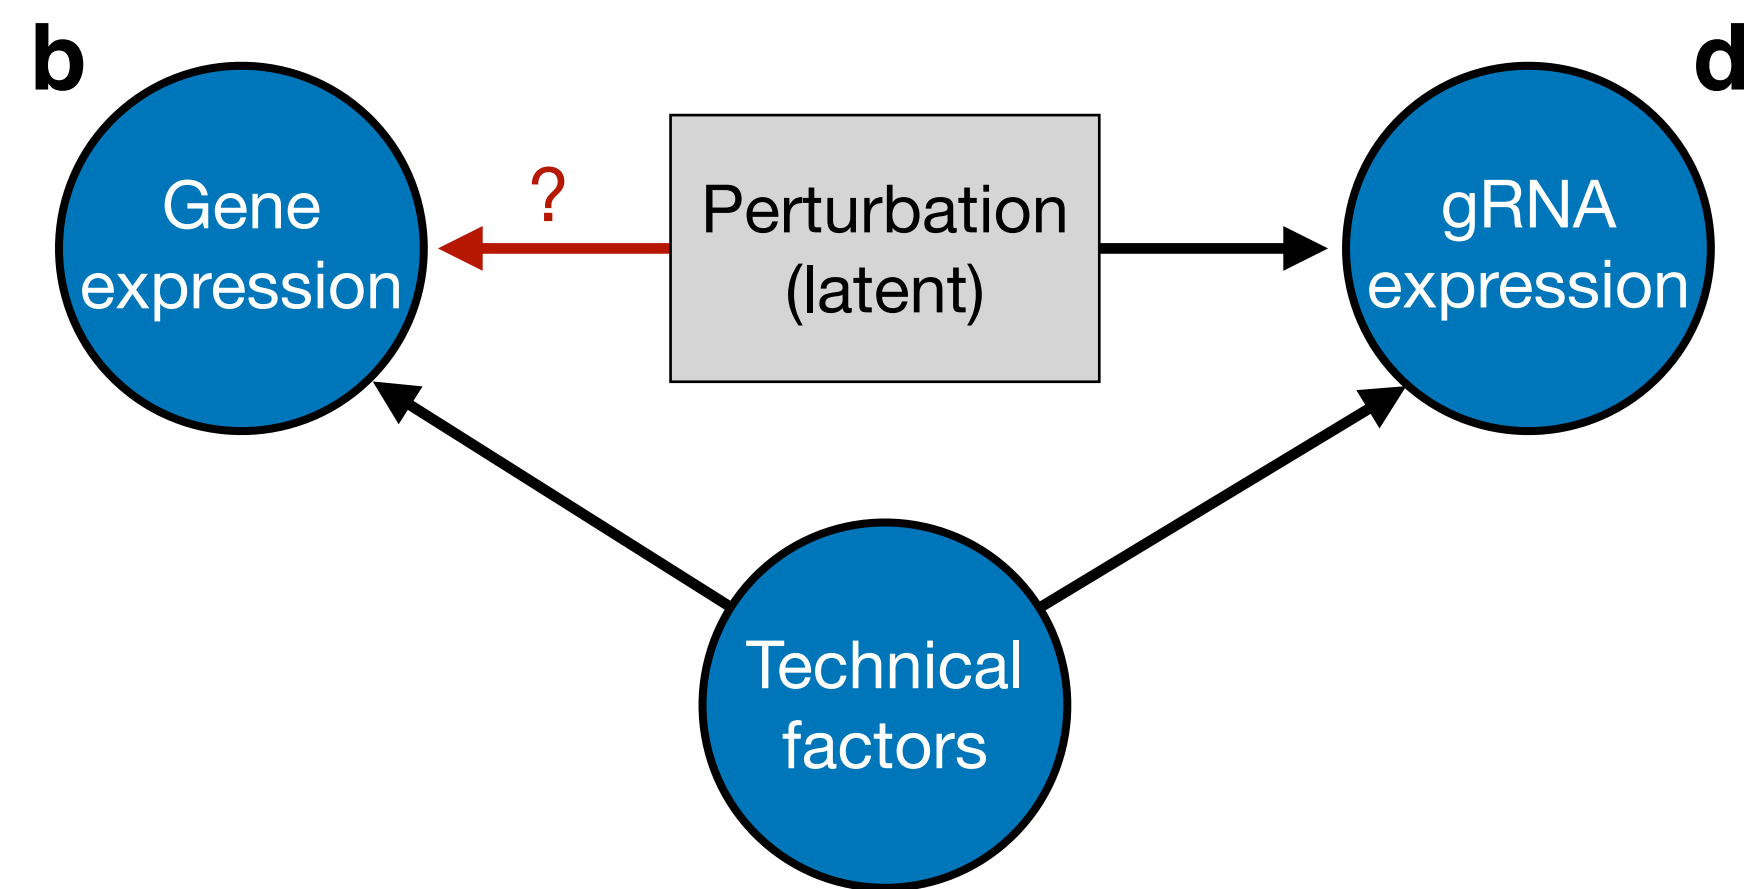 b
d
Gene
expression
?
Perturbation
(latent)
gRNA
expression
Technical
factors